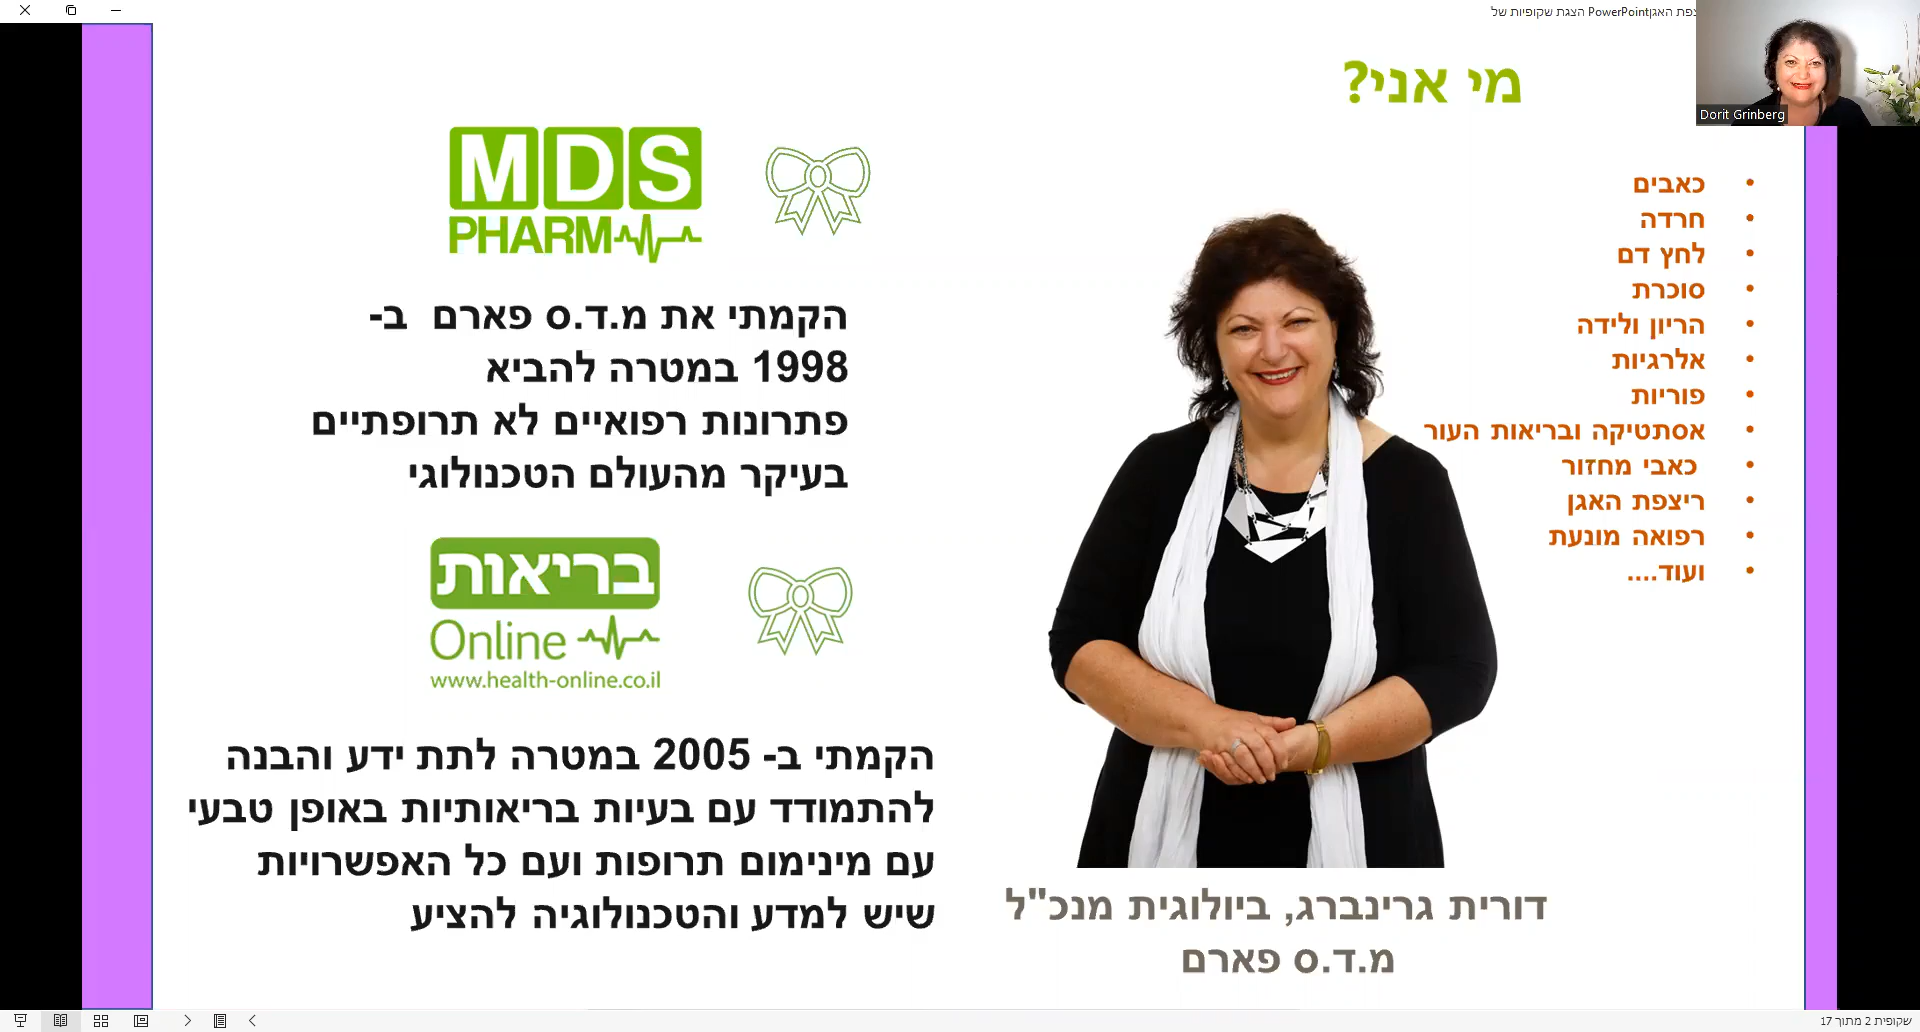 הצגת שקופיות של PowerPoint
Dorit Grinberg
מי אני?
כאבים
חרדה
לחץ דם
סוכרת
הריון ולידה
אלרגיות
פוריות
אסתטיקה ובריאות העור
כאבי מחזור
ריצפת האגן
רפואה מונעת
ועוד....
דורית גרינברג, ביולוגית מנכ"ל
מ.ד.ס פארם
MDS
PHARM
הקמתי את מ.ד.ס פארם ב-
1998 במטרה להביא
פתרונות רפואיים לא תרופתיים
בעיקר מהעולם הטכנולוגי
בריאות
Online
www.health-online.co.il
הקמתי ב- 2005 במטרה לתת ידע והבנה
להתמודד עם בעיות בריאותיות באופן טבעי
עם מינימום תרופות ועם כל האפשרויות
שיש למדע והטכנולוגיה להציע
שקופית 2 מתוך 17